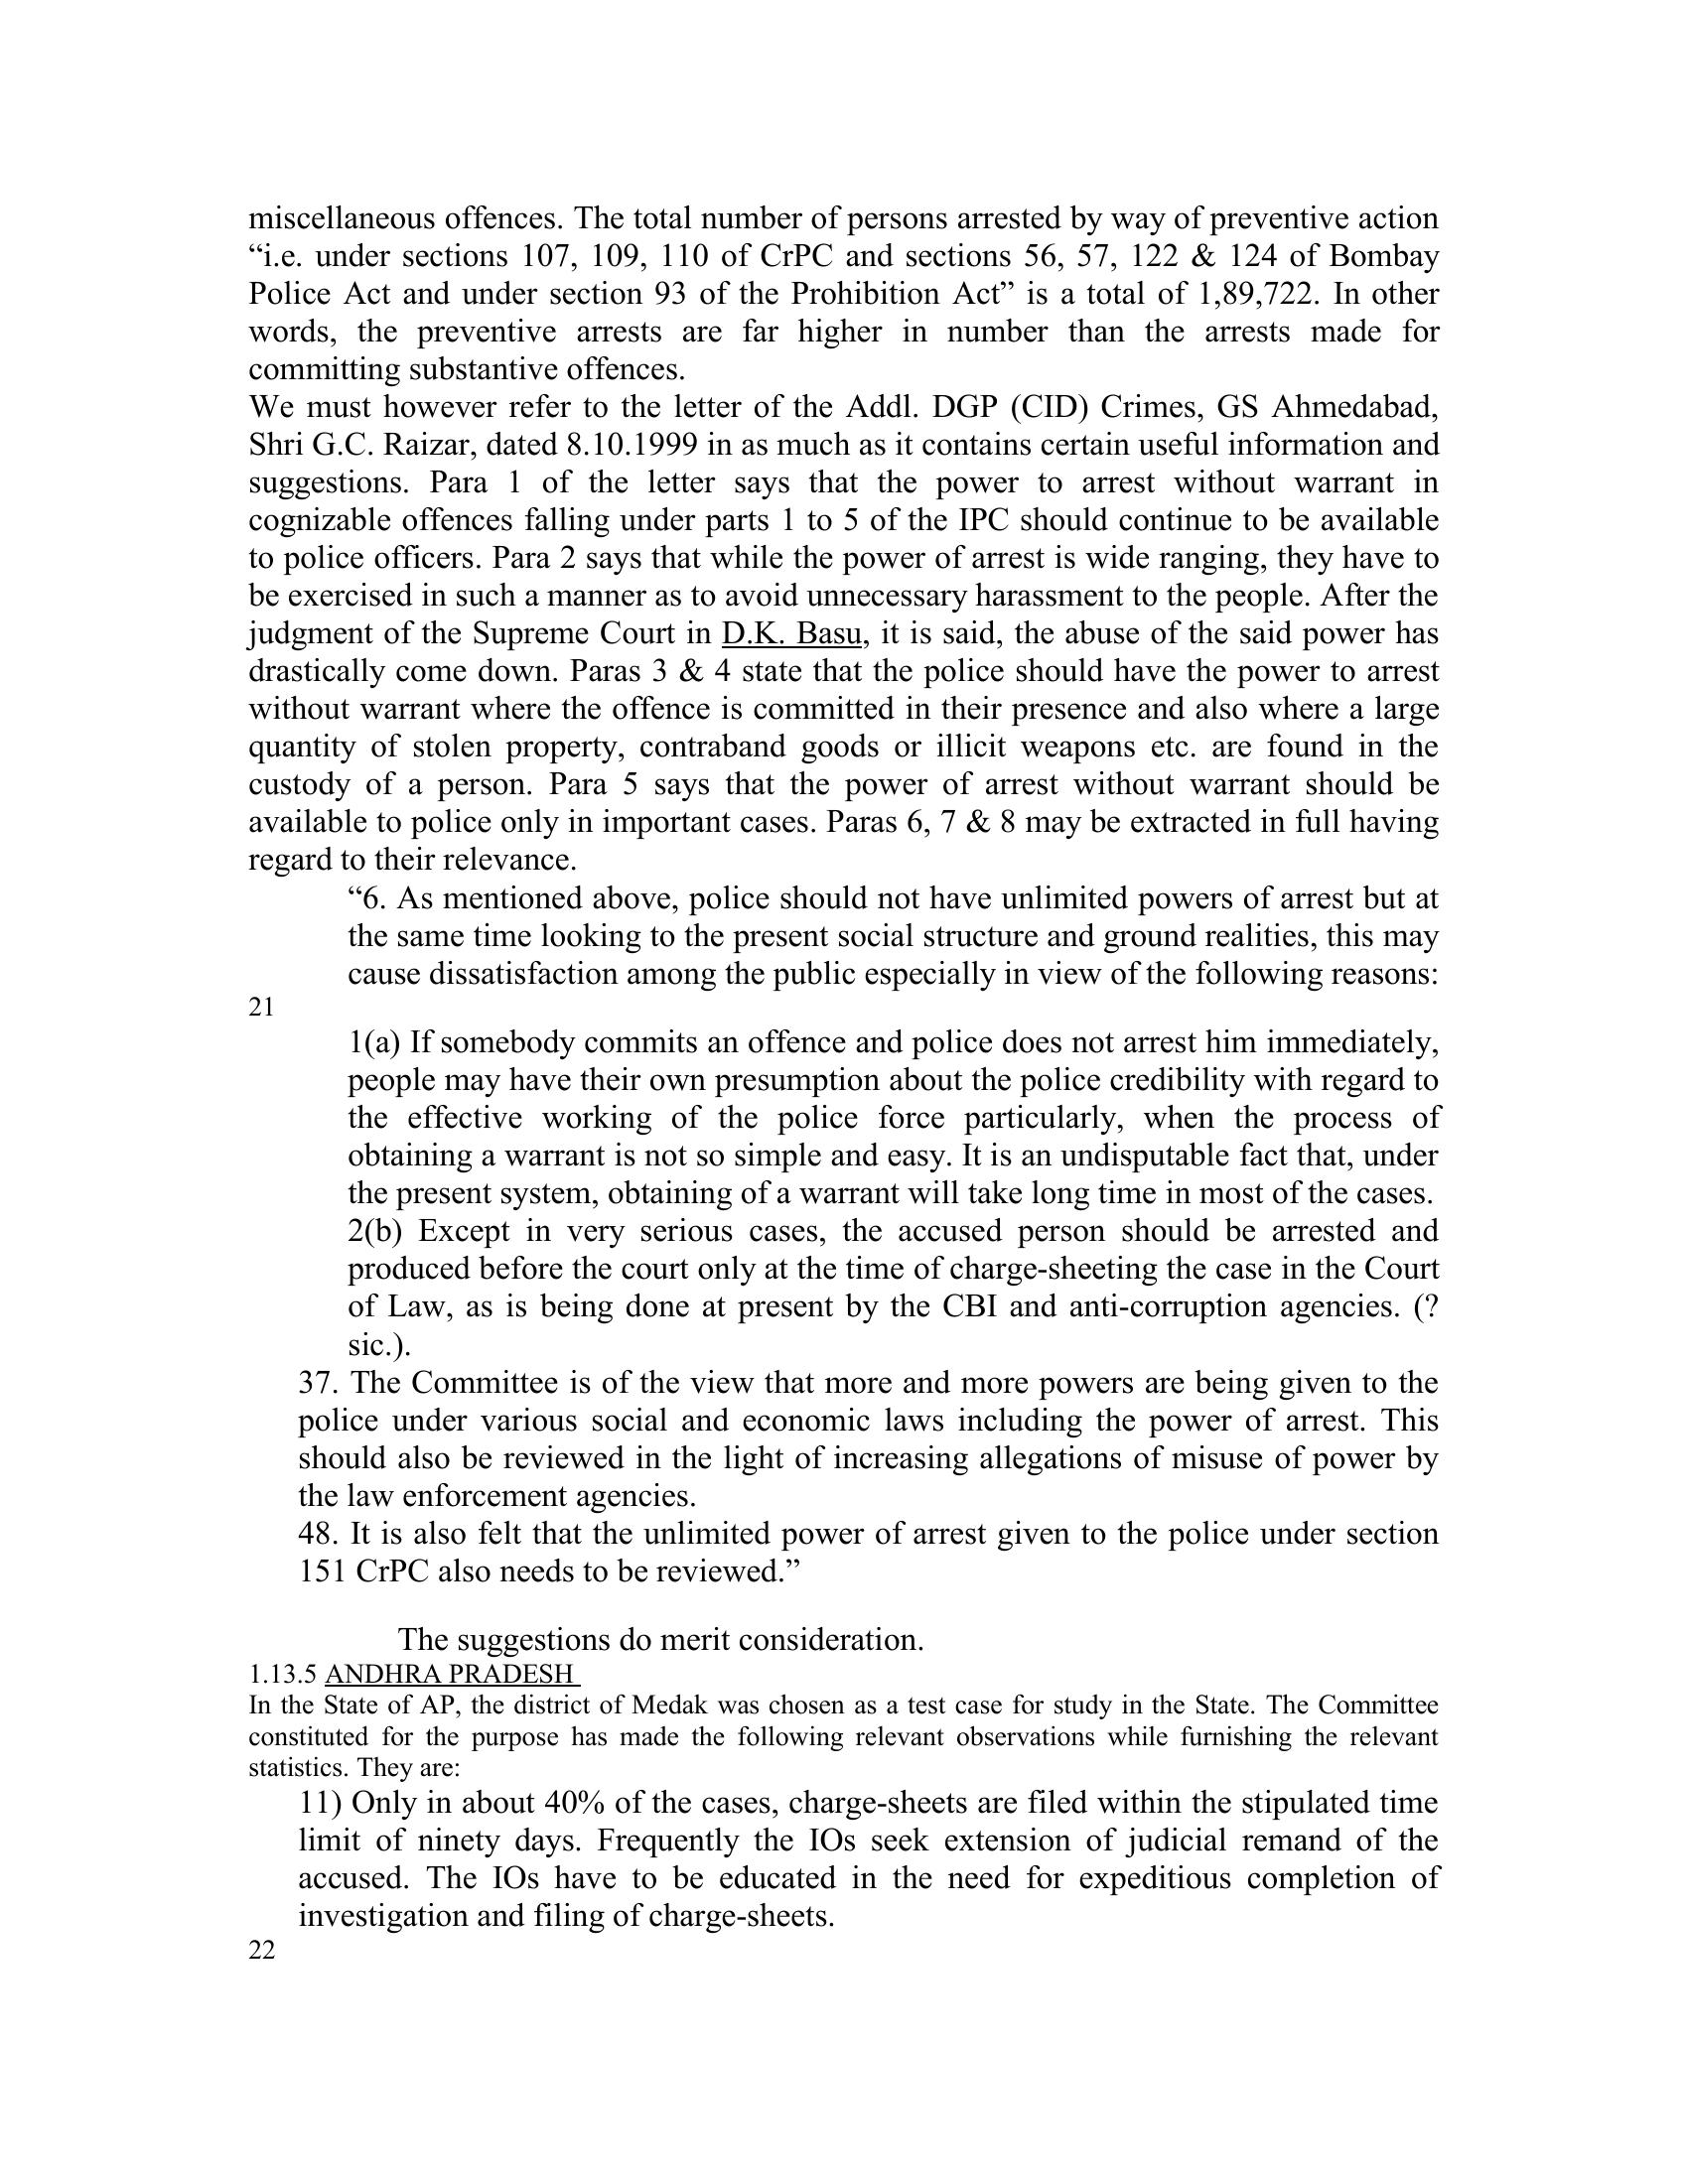 miscellaneous offences. The total number of persons arrested by way of preventive action
“i.e. under sections 107, 109, 110 of CrPC and sections 56, 57, 122 & 124 of Bombay
Police Act and under section 93 of the Prohibition Act” is a total of 1,89,722. In other
words, the preventive arrests are far higher in number than the arrests made for
committing substantive offences.
We must however refer to the letter of the Addl. DGP (CID) Crimes, GS Ahmedabad,
Shri G.C. Raizar, dated 8.10.1999 in as much as it contains certain useful information and
suggestions. Para 1 of the letter says that the power to arrest without warrant in
cognizable offences falling under parts 1 to 5 of the IPC should continue to be available
to police officers. Para 2 says that while the power of arrest is wide ranging, they have to
be exercised in such a manner as to avoid unnecessary harassment to the people. After the
judgment of the Supreme Court in D.K. Basu, it is said, the abuse of the said power has
drastically come down. Paras 3 & 4 state that the police should have the power to arrest
without warrant where the offence is committed in their presence and also where a large
quantity of stolen property, contraband goods or illicit weapons etc. are found in the
custody of a person. Para 5 says that the power of arrest without warrant should be
available to police only in important cases. Paras 6, 7 & 8 may be extracted in full having
regard to their relevance.
“6. As mentioned above, police should not have unlimited powers of arrest but at
the same time looking to the present social structure and ground realities, this may
cause dissatisfaction among the public especially in view of the following reasons:
21
1(a) If somebody commits an offence and police does not arrest him immediately,
people may have their own presumption about the police credibility with regard to
the effective working of the police force particularly, when the process of
obtaining a warrant is not so simple and easy. It is an undisputable fact that, under
the present system, obtaining of a warrant will take long time in most of the cases.
2(b) Except in very serious cases, the accused person should be arrested and
produced before the court only at the time of charge-sheeting the case in the Court
of Law, as is being done at present by the CBI and anti-corruption agencies. (?
sic.).
37. The Committee is of the view that more and more powers are being given to the
police under various social and economic laws including the power of arrest. This
should also be reviewed in the light of increasing allegations of misuse of power by
the law enforcement agencies.
48. It is also felt that the unlimited power of arrest given to the police under section
151 CrPC also needs to be reviewed.”
The suggestions do merit consideration.
1.13.5 ANDHRA PRADESH
In the State of AP, the district of Medak was chosen as a test case for study in the State. The Committee
constituted for the purpose has made the following relevant observations while furnishing the relevant
statistics. They are:
11) Only in about 40% of the cases, charge-sheets are filed within the stipulated time
limit of ninety days. Frequently the IOs seek extension of judicial remand of the
accused. The IOs have to be educated in the need for expeditious completion of
investigation and filing of charge-sheets.
22